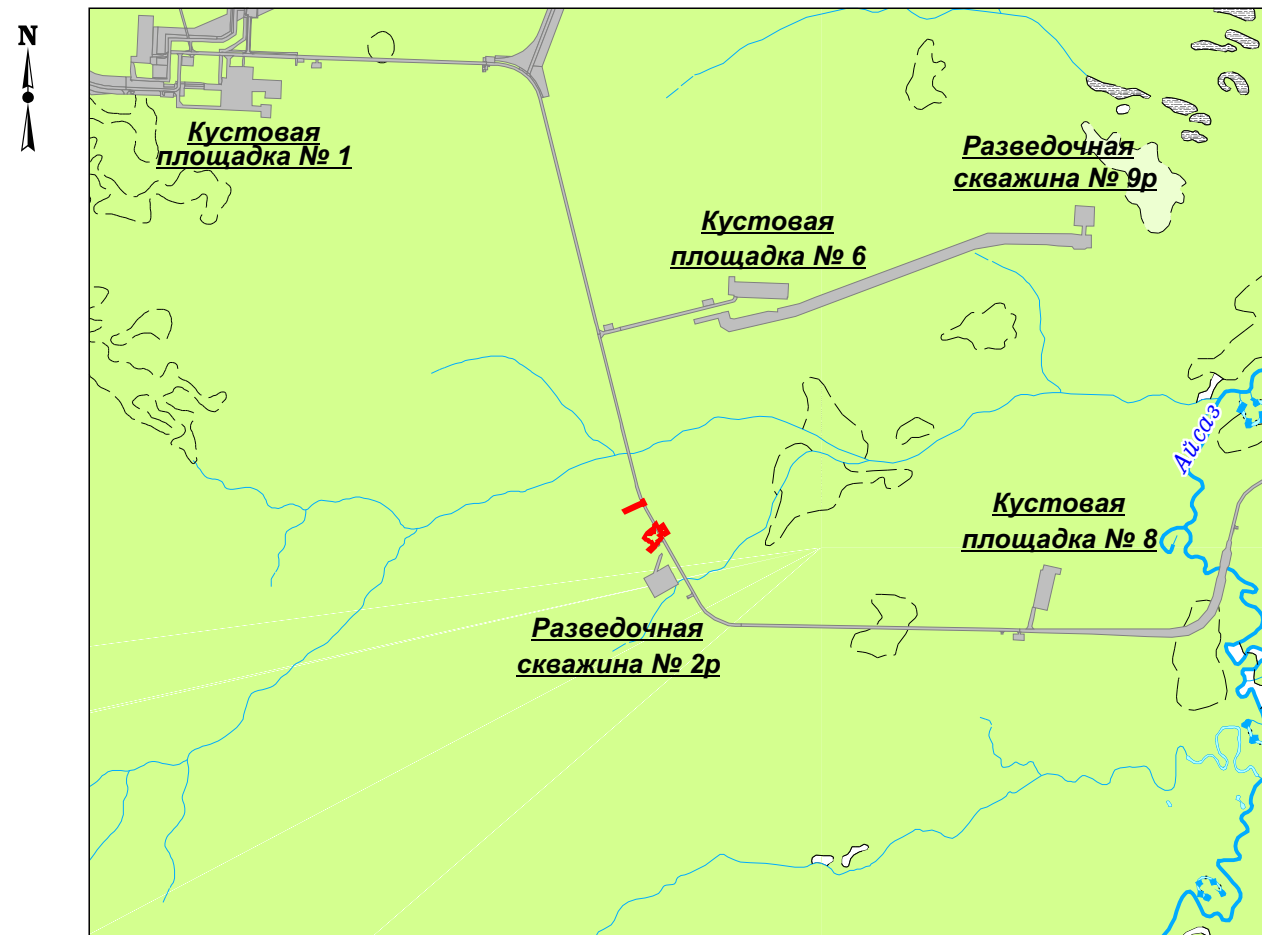 N
Кустовая
площадка № 1
Разведочная
скважина № 9р
Кустовая
площадка № 6
Айсаз
Кустовая
площадка № 8
Разведочная
скважина № 2р